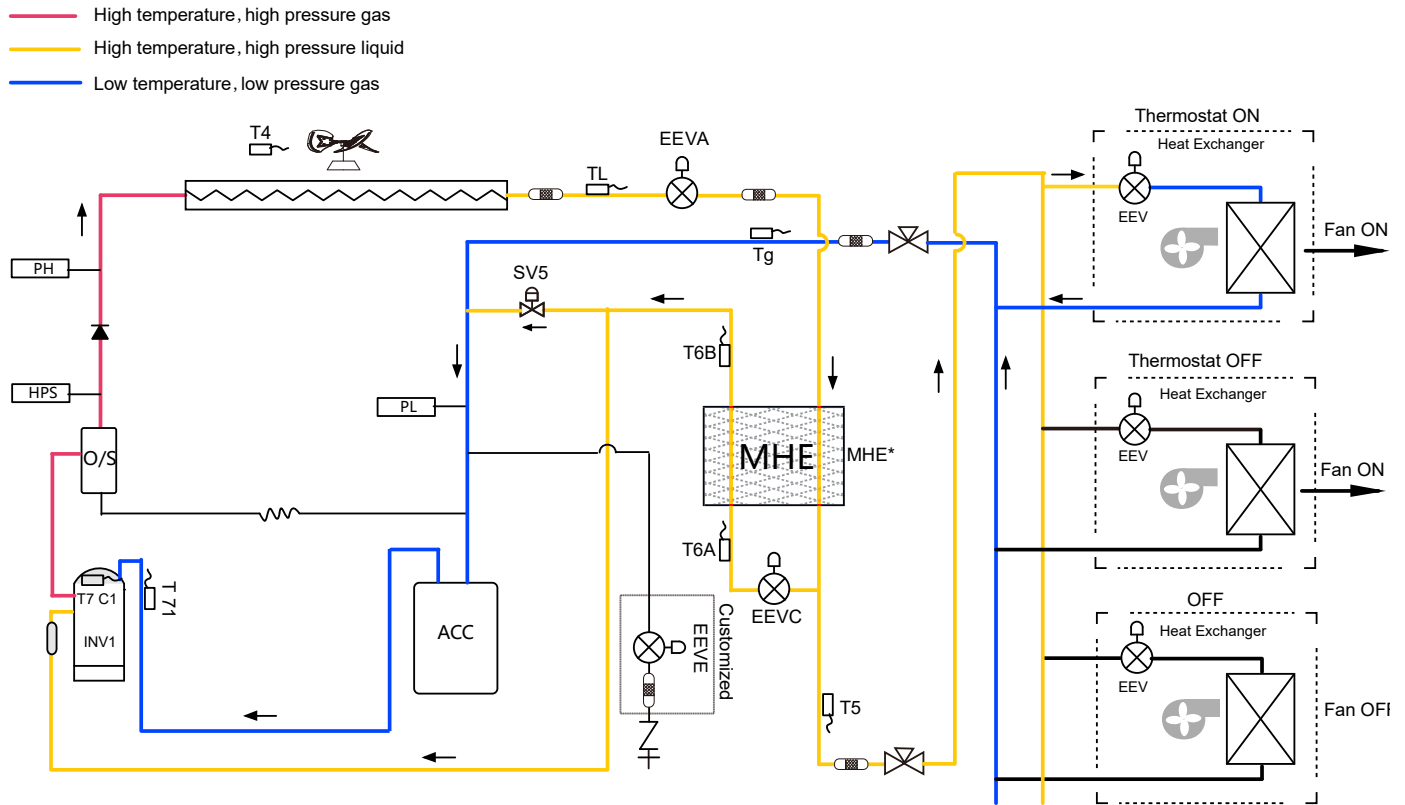 High temperature, high pressure gas
High temperature, high pressure liquid
Low temperature, low pressure gas
T4
TL
EEVA
Thermostat ON
Heat Exchanger
EEV
Fan ON
PH
Tg
SV5
HPS
PL
T6B
Thermostat OFF
Heat Exchanger
EEV
Fan ON
O/S
MHE
MHE*
T6A
T7 C1
T 71
INV1
ACC
EEVC
EEVE
Customized
T5
OFF
Heat Exchanger
EEV
Fan OFF